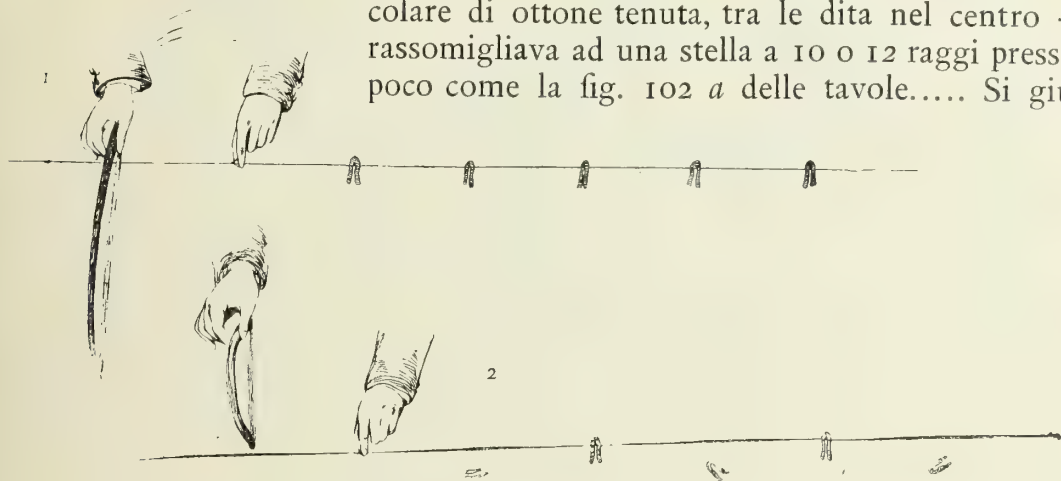 colare di ottone tenuta, tra le dita nel centro
rassomigliava ad una stella a 10 o 12 raggi press
poco come la fig. 102 a delle tavole..... Si git
1
2